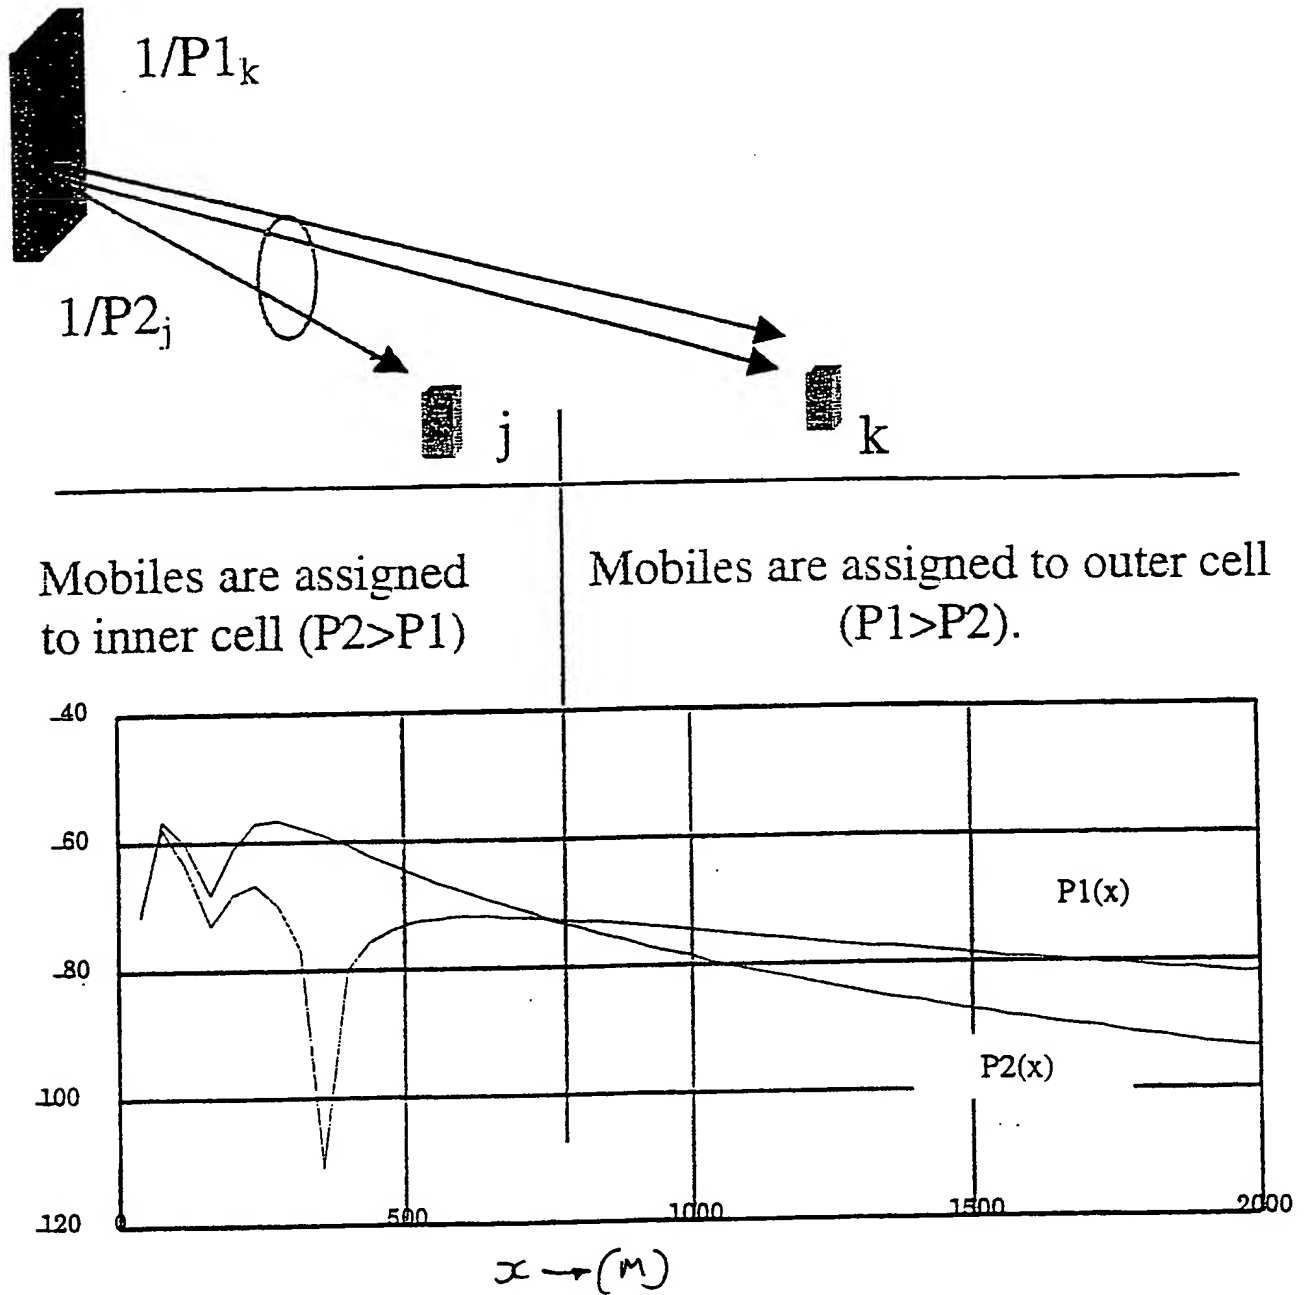 1/P1k
1/P2j
j
k
Mobiles are assigned
to inner cell (P2>P1)
Mobiles are assigned to outer cell
(P1>P2).
-40
-60
-80
-100
-120
P1(x)
P2(x)
0
500
1000
1500
2000
x → (M)